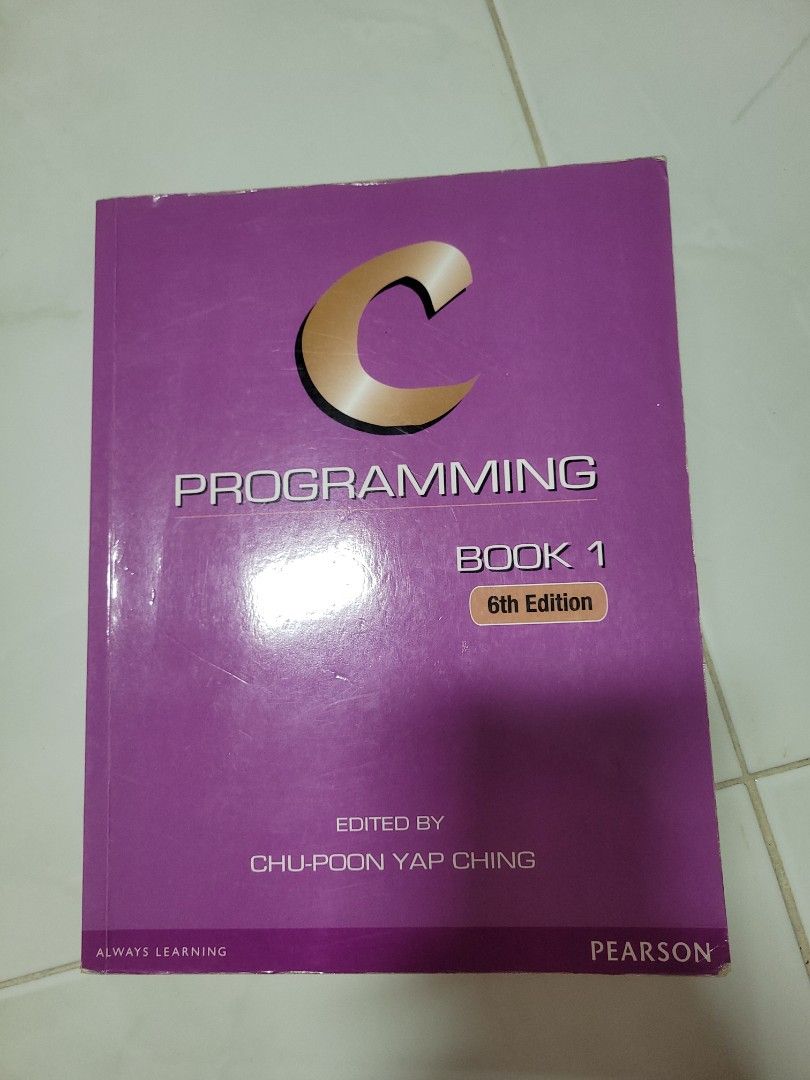 C
PROGRAMMING
BOOK 1
6th Edition
EDITED BY
CHU-POON YAP CHING
ALWAYS LEARNING
PEARSON